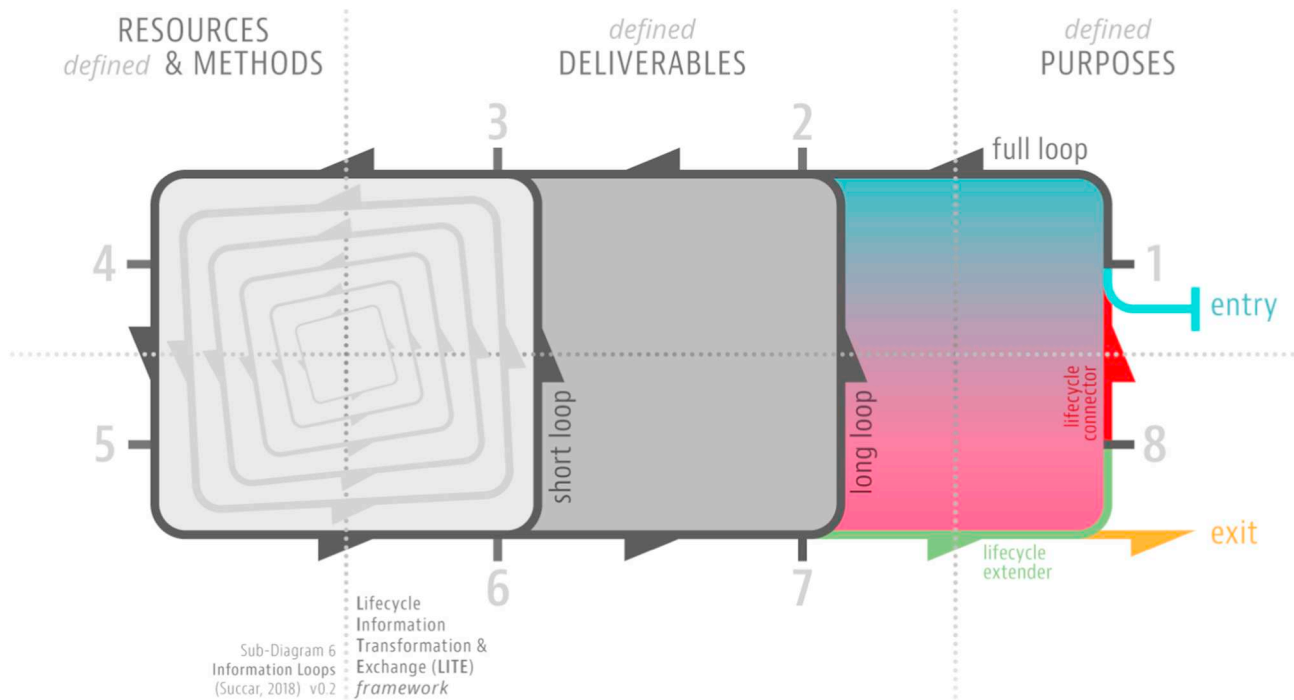 RESOURCES
defined & METHODS
defined
DELIVERABLES
defined
PURPOSES
3
2
full loop
4
1
entry
lifecycle
connector
short loop
long loop
5
8
exit
lifecycle
extender
6
7
Sub-Diagram 6
Information Loops
(Succar, 2018) v0.2
Lifecycle
Information
Transformation &
Exchange (LITE)
framework